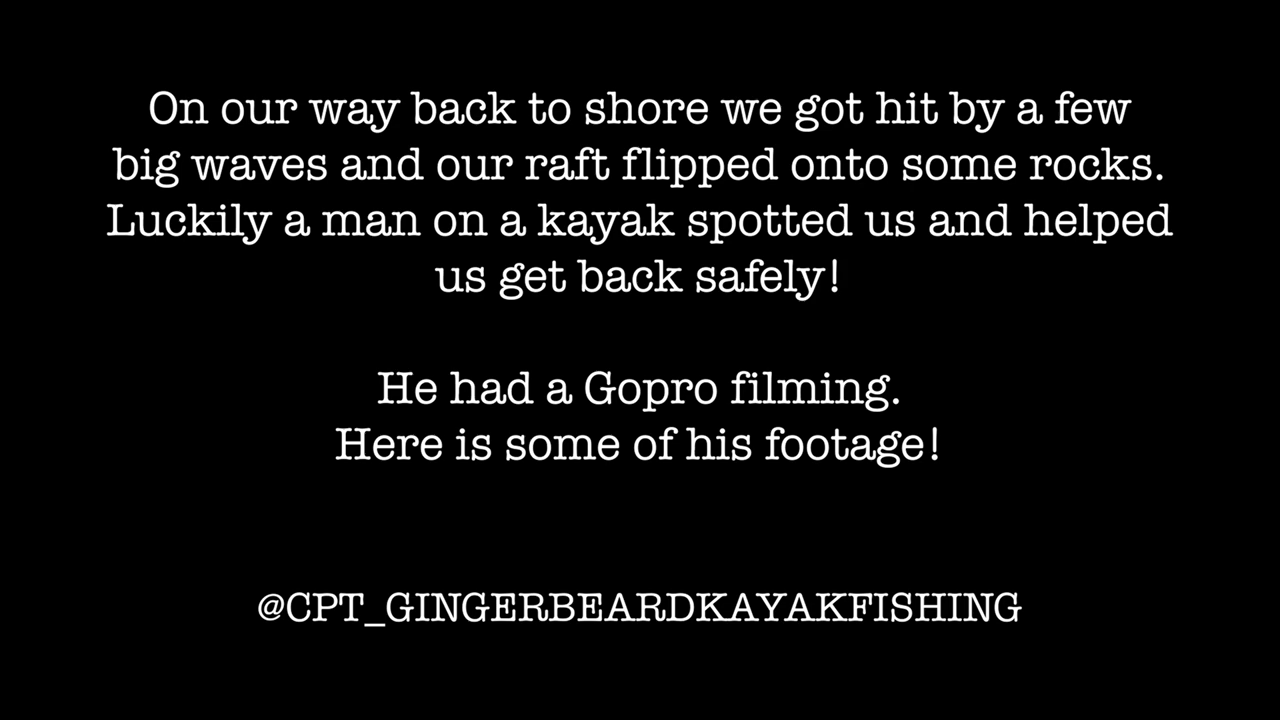 On our way back to shore we got hit by a few
big waves and our raft flipped onto some rocks.
Luckily a man on a kayak spotted us and helped
us get back safely!
He had a Gopro filming.
Here is some of his footage!
@CPT_GINGERBEARDKAYAKFISHING